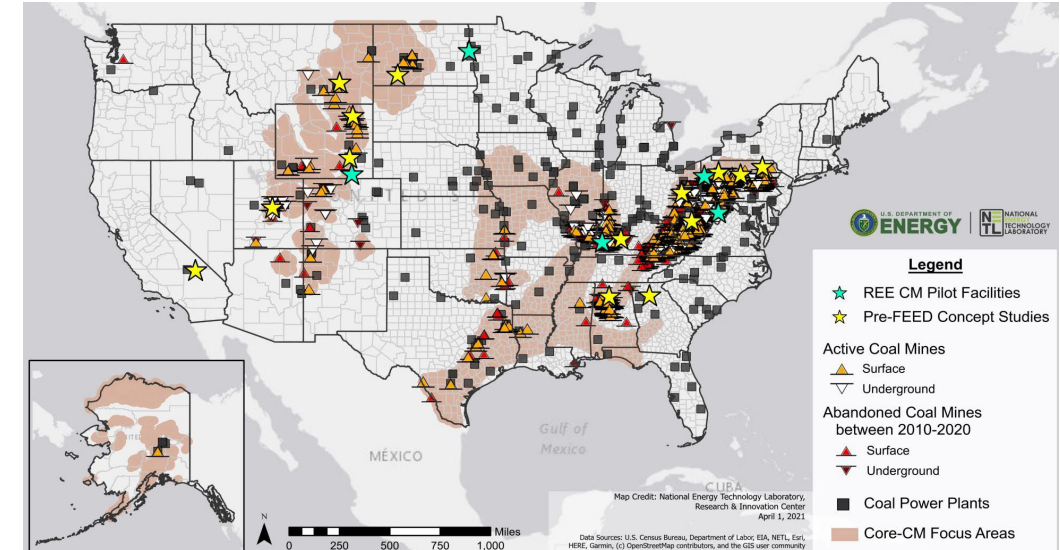 U.S. DEPARTMENT OF
ENERGY
NATIONAL
ENERGY
TECHNOLOGY
LABORATORY
NETL
Legend
REE CM Pilot Facilities
Pre-FEED Concept Studies
Active Coal Mines
Surface
Underground
Abandoned Coal Mines
between 2010-2020
Surface
Underground
Coal Power Plants
Core-CM Focus Areas
Gulf of
Mexico
MÉXICO
CUBA
Map Credit: National Energy Technology Laboratory,
Research & Innovation Center
April 1, 2021
N
Miles
0 250 500 750 1,000
Data Sources: U.S. Census Bureau, Department of Labor, EIA, NETL, Esri,
HERE, Garmin, (c) OpenStreetMap contributors, and the GIS user community